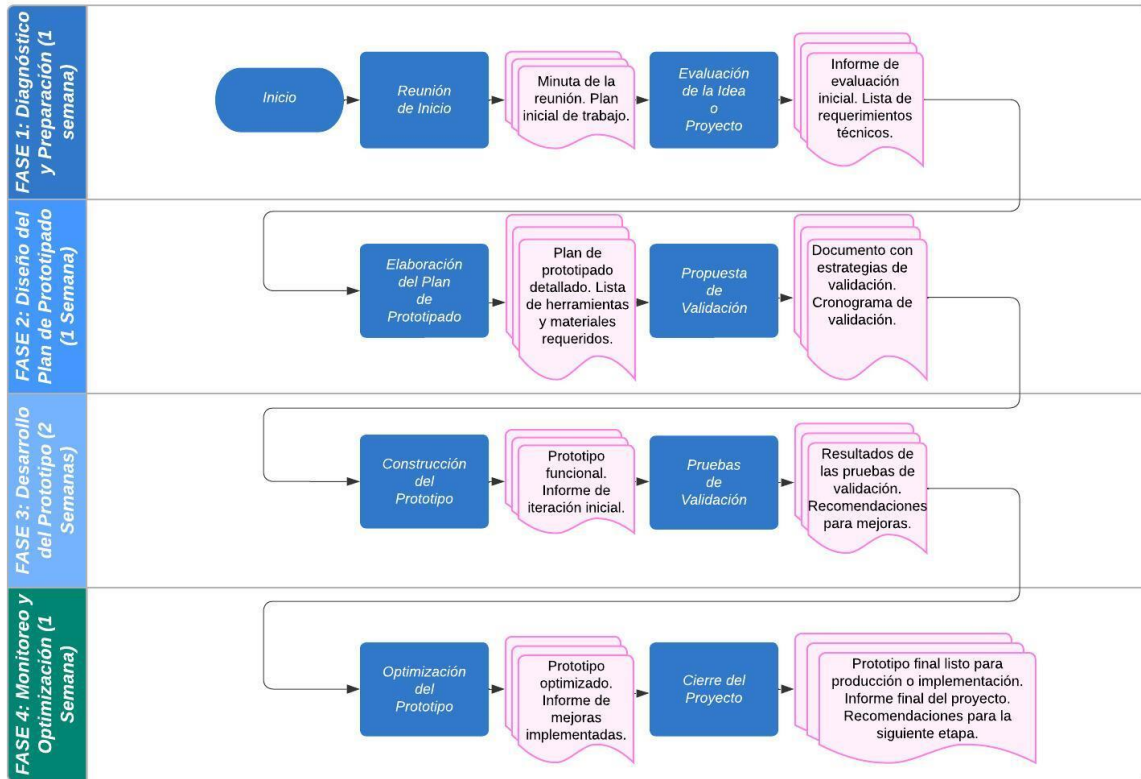 FASE 1: Diagnóstico
y Preparación (1
semana)
Inicio
Reunión
de Inicio
Minuta de la
reunión. Plan
inicial de trabajo.
Evaluación
de la Idea
o
Proyecto
Informe de
evaluación
inicial. Lista de
requerimientos
técnicos.
FASE 2: Diseño del
Plan de Prototipado
(1 Semana)
Elaboración
del Plan
de
Prototipado
Plan de
prototipado
detallado. Lista
de herramientas
y materiales
requeridos.
Propuesta
de
Validación
Documento con
estrategias de
validación.
Cronograma de
validación.
FASE 3: Desarrollo
del Prototipo (2
Semanas)
Construcción
del
Prototipo
Prototipo
funcional.
Informe de
iteración inicial.
Pruebas
de
Validación
Resultados de
las pruebas de
validación.
Recomendaciones
para mejoras.
FASE 4: Monitoreo y
Optimización (1
Semana)
Optimización
del
Prototipo
Prototipo
optimizado.
Informe de
mejoras
implementadas.
Cierre del
Proyecto
Prototipo final listo para
producción o implementación.
Informe final del proyecto.
Recomendaciones para la
siguiente etapa.